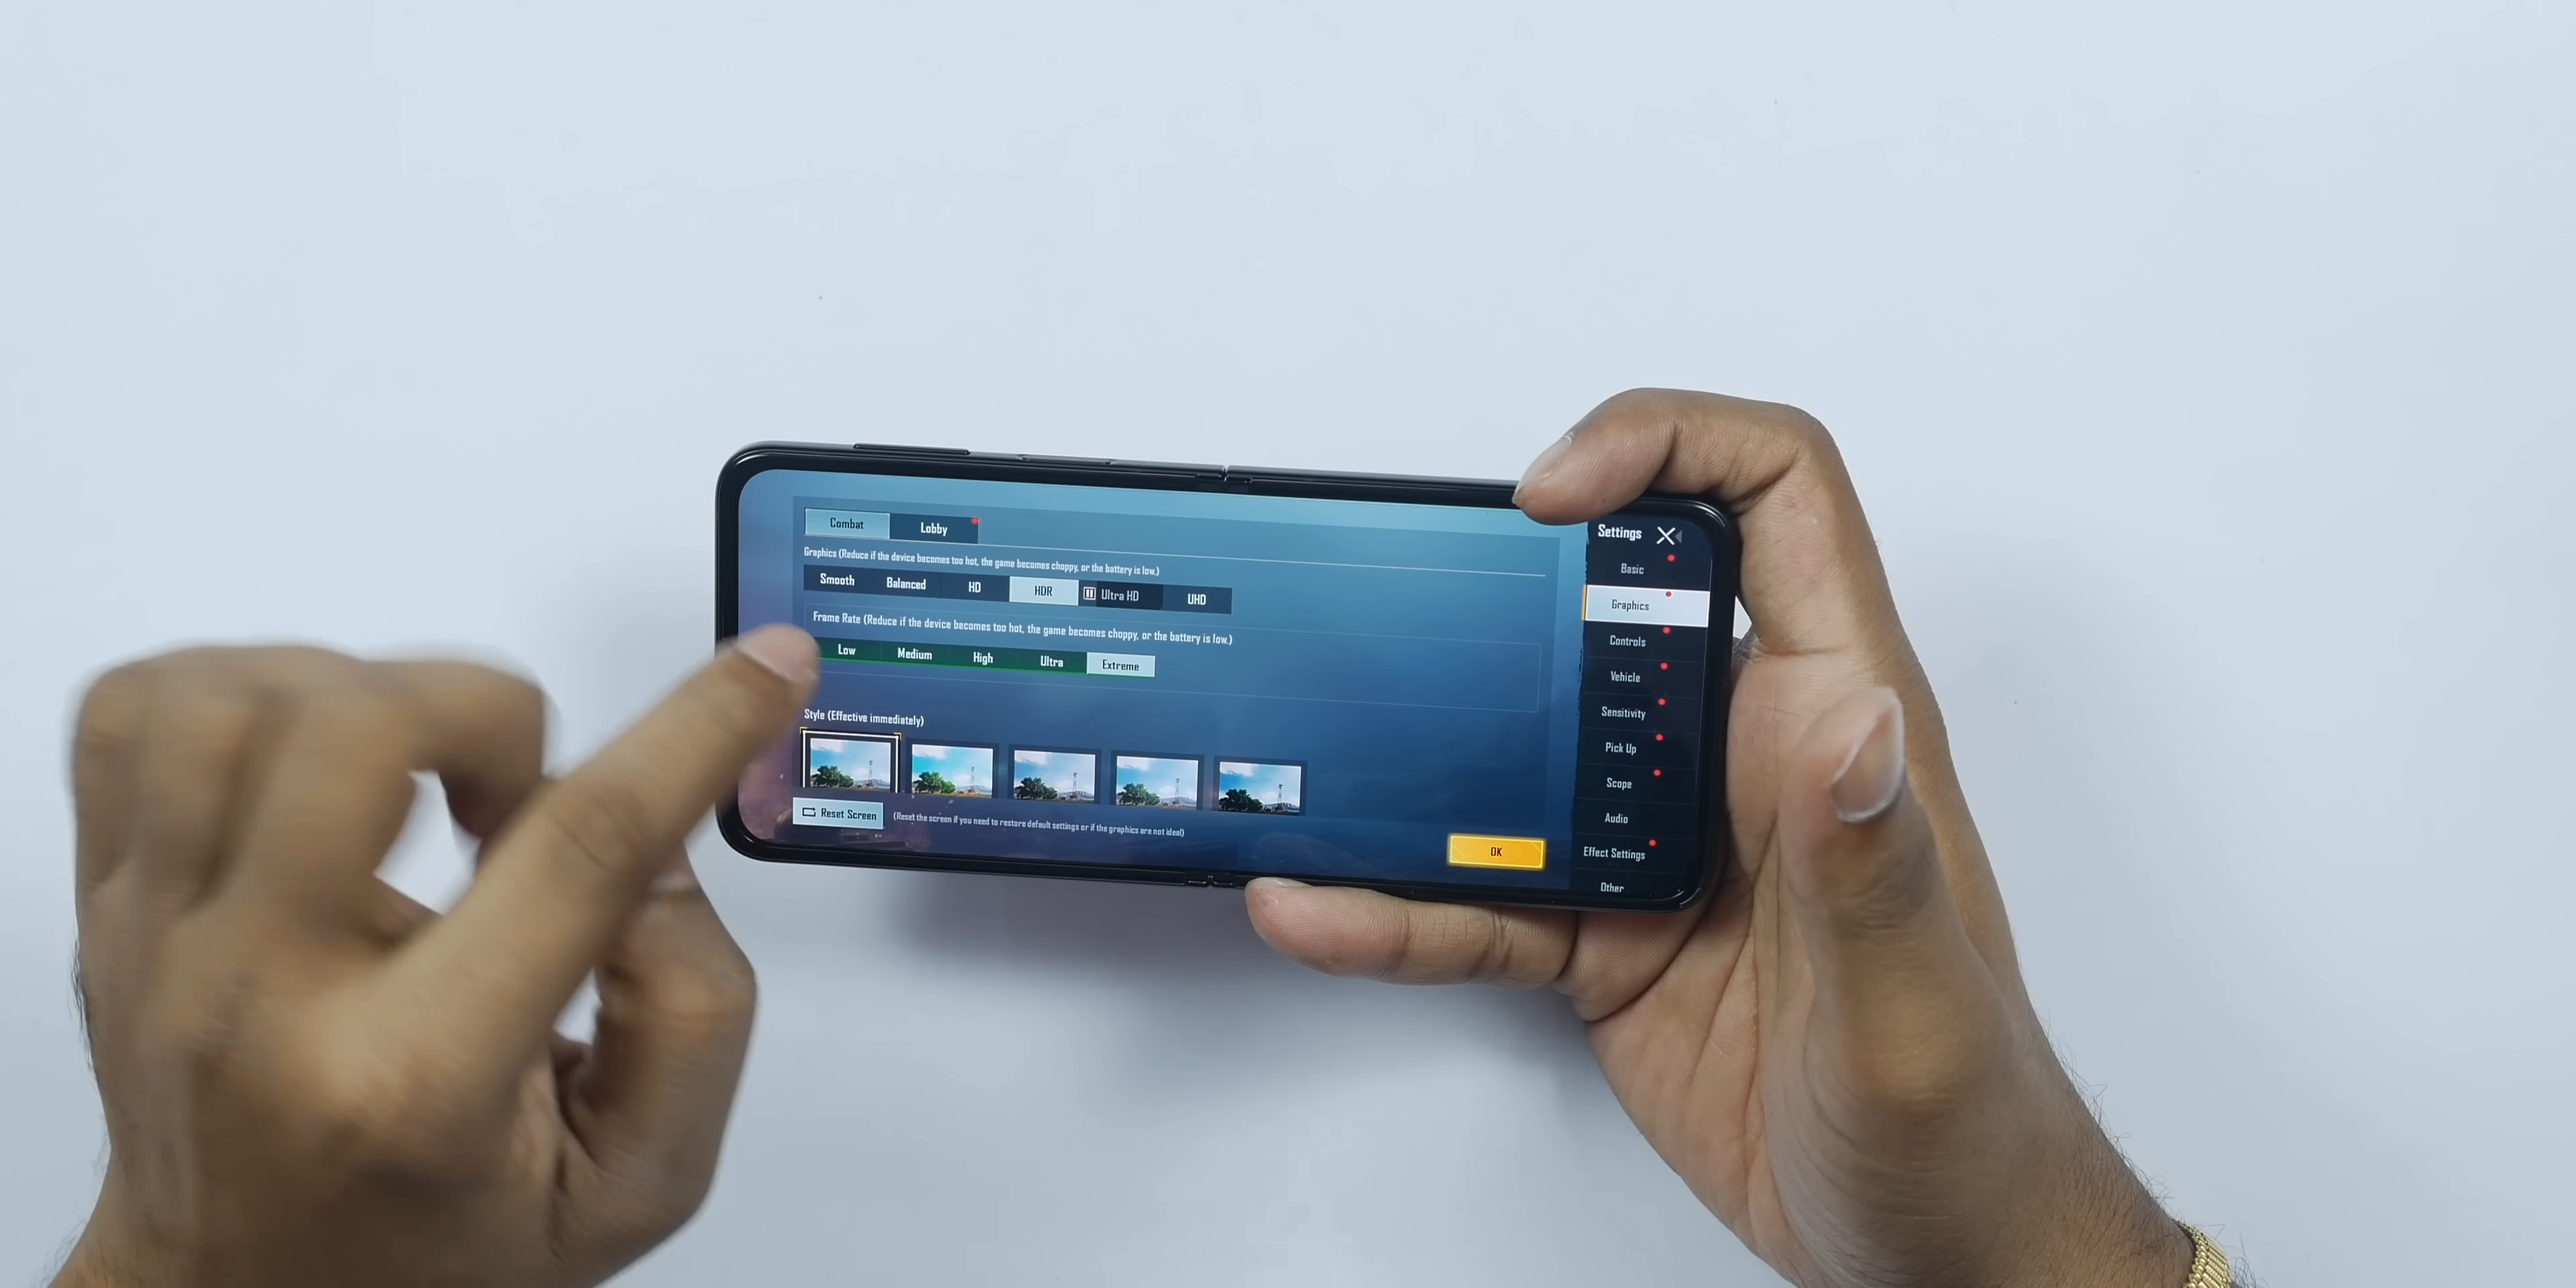 Combat Lobby
Graphics (Reduce if the device becomes too hot, the game becomes choppy, or the battery is low.)
Smooth Balanced HD HDR Ultra HD UHD
Frame Rate (Reduce if the device becomes too hot, the game becomes choppy, or the battery is low.)
Low Medium High Ultra Extreme
Style (Effective immediately)
Reset Screen (Reset the screen if you need to restore default settings or if the graphics are not ideal)
OK
Settings
Basic
Graphics
Controls
Vehicle
Sensitivity
Pick Up
Scope
Audio
Effect Settings
Other